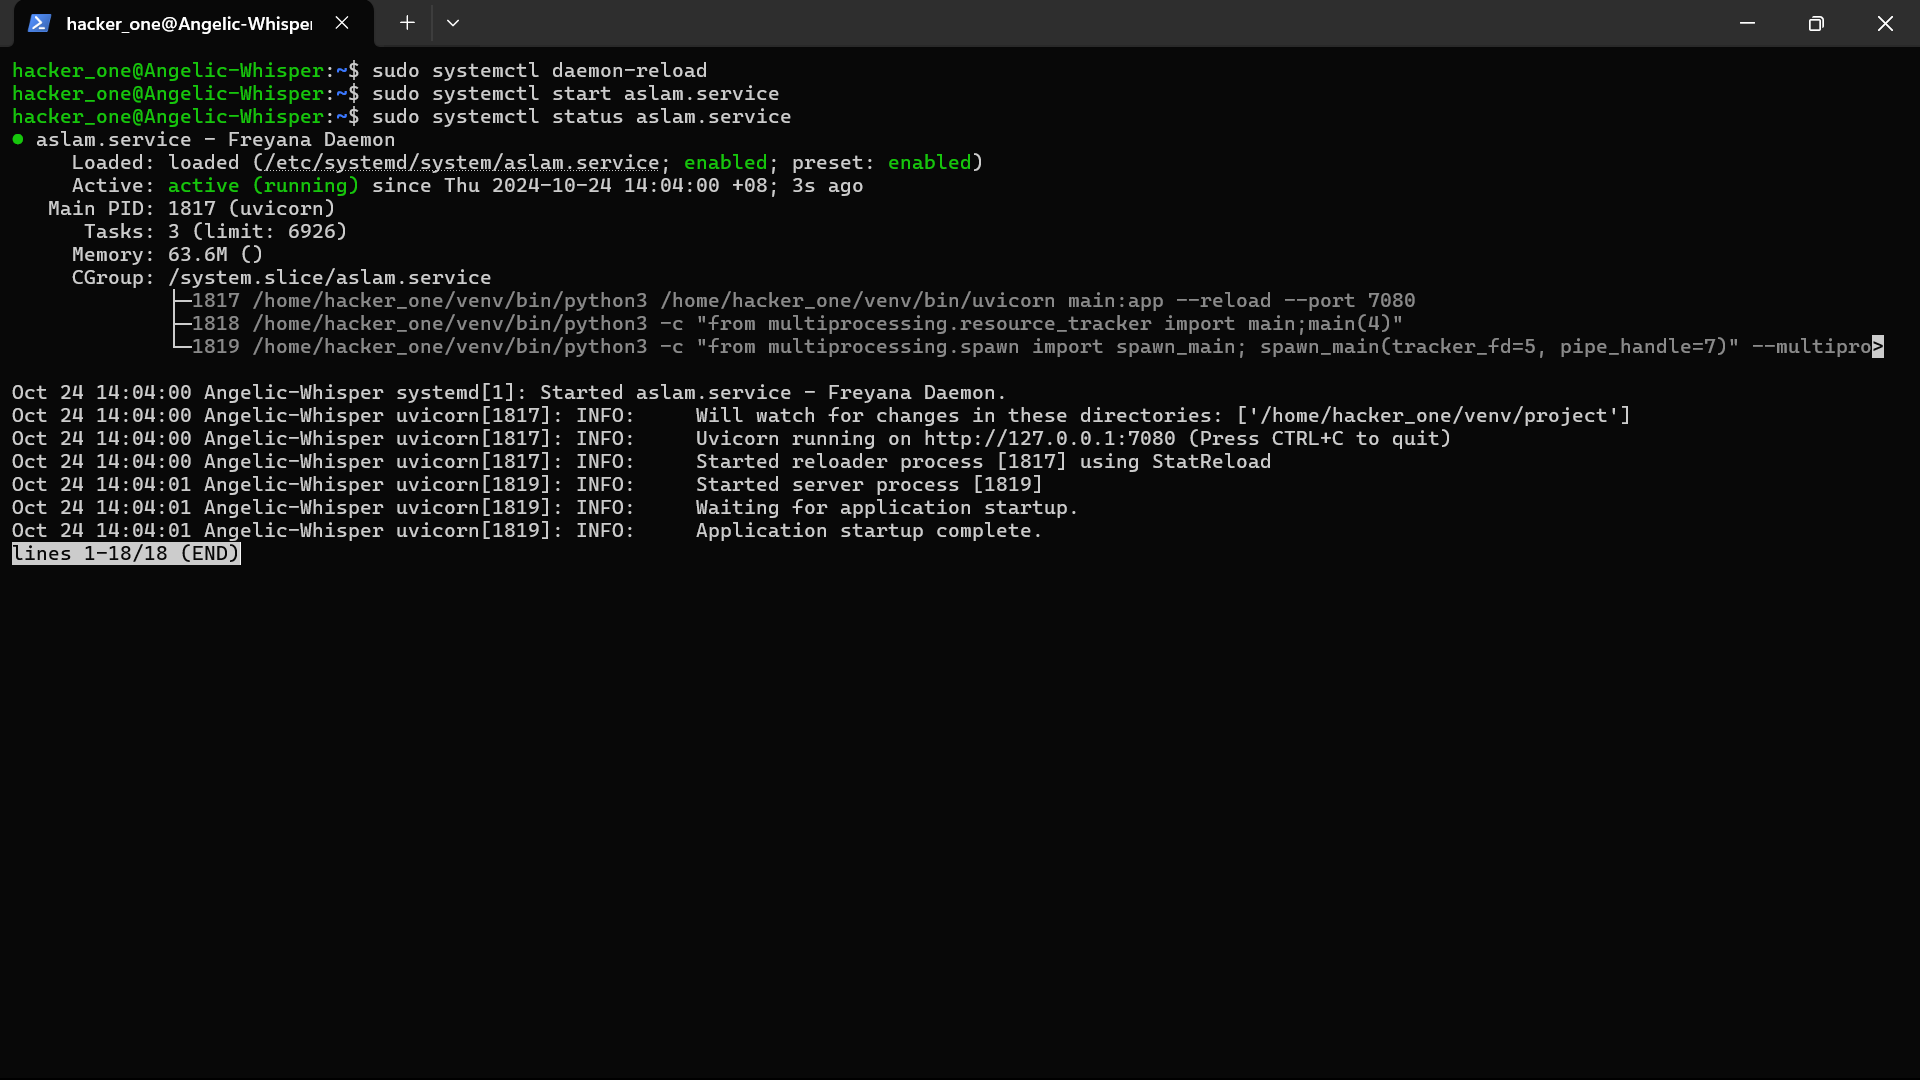 hacker_one@Angelic-Whisper
hacker_one@Angelic-Whisper:~$ sudo systemctl daemon-reload
hacker_one@Angelic-Whisper:~$ sudo systemctl start aslam.service
hacker_one@Angelic-Whisper:~$ sudo systemctl status aslam.service
● aslam.service - Freyana Daemon
     Loaded: loaded (/etc/systemd/system/aslam.service; enabled; preset: enabled)
     Active: active (running) since Thu 2024-10-24 14:04:00 +08; 3s ago
   Main PID: 1817 (uvicorn)
      Tasks: 3 (limit: 6926)
     Memory: 63.6M ()
     CGroup: /system.slice/aslam.service
             ├─1817 /home/hacker_one/venv/bin/python3 /home/hacker_one/venv/bin/uvicorn main:app --reload --port 7080
             ├─1818 /home/hacker_one/venv/bin/python3 -c "from multiprocessing.resource_tracker import main;main(4)"
             └─1819 /home/hacker_one/venv/bin/python3 -c "from multiprocessing.spawn import spawn_main; spawn_main(tracker_fd=5, pipe_handle=7)" --multipro>
Oct 24 14:04:00 Angelic-Whisper systemd[1]: Started aslam.service - Freyana Daemon.
Oct 24 14:04:00 Angelic-Whisper uvicorn[1817]: INFO:     Will watch for changes in these directories: ['/home/hacker_one/venv/project']
Oct 24 14:04:00 Angelic-Whisper uvicorn[1817]: INFO:     Uvicorn running on http://127.0.0.1:7080 (Press CTRL+C to quit)
Oct 24 14:04:00 Angelic-Whisper uvicorn[1817]: INFO:     Started reloader process [1817] using StatReload
Oct 24 14:04:01 Angelic-Whisper uvicorn[1819]: INFO:     Started server process [1819]
Oct 24 14:04:01 Angelic-Whisper uvicorn[1819]: INFO:     Waiting for application startup.
Oct 24 14:04:01 Angelic-Whisper uvicorn[1819]: INFO:     Application startup complete.
lines 1-18/18 (END)